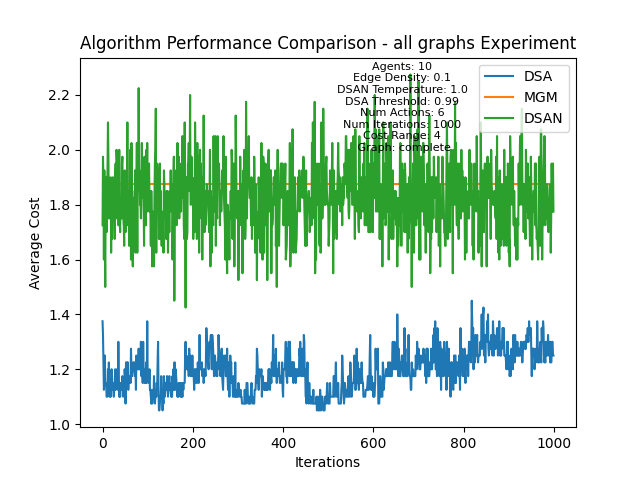 Algorithm Performance Comparison - all graphs Experiment
Agents: 10
Edge Density: 0.1
DSAN Temperature: 1.0
DSA Threshold: 0.99
Num Actions: 6
Num Iterations: 1000
Cost Range: 4
Graph: complete
DSA
MGM
DSAN
Average Cost
2.2
2.0
1.8
1.6
1.4
1.2
1.0
0
200
400
600
800
1000
Iterations